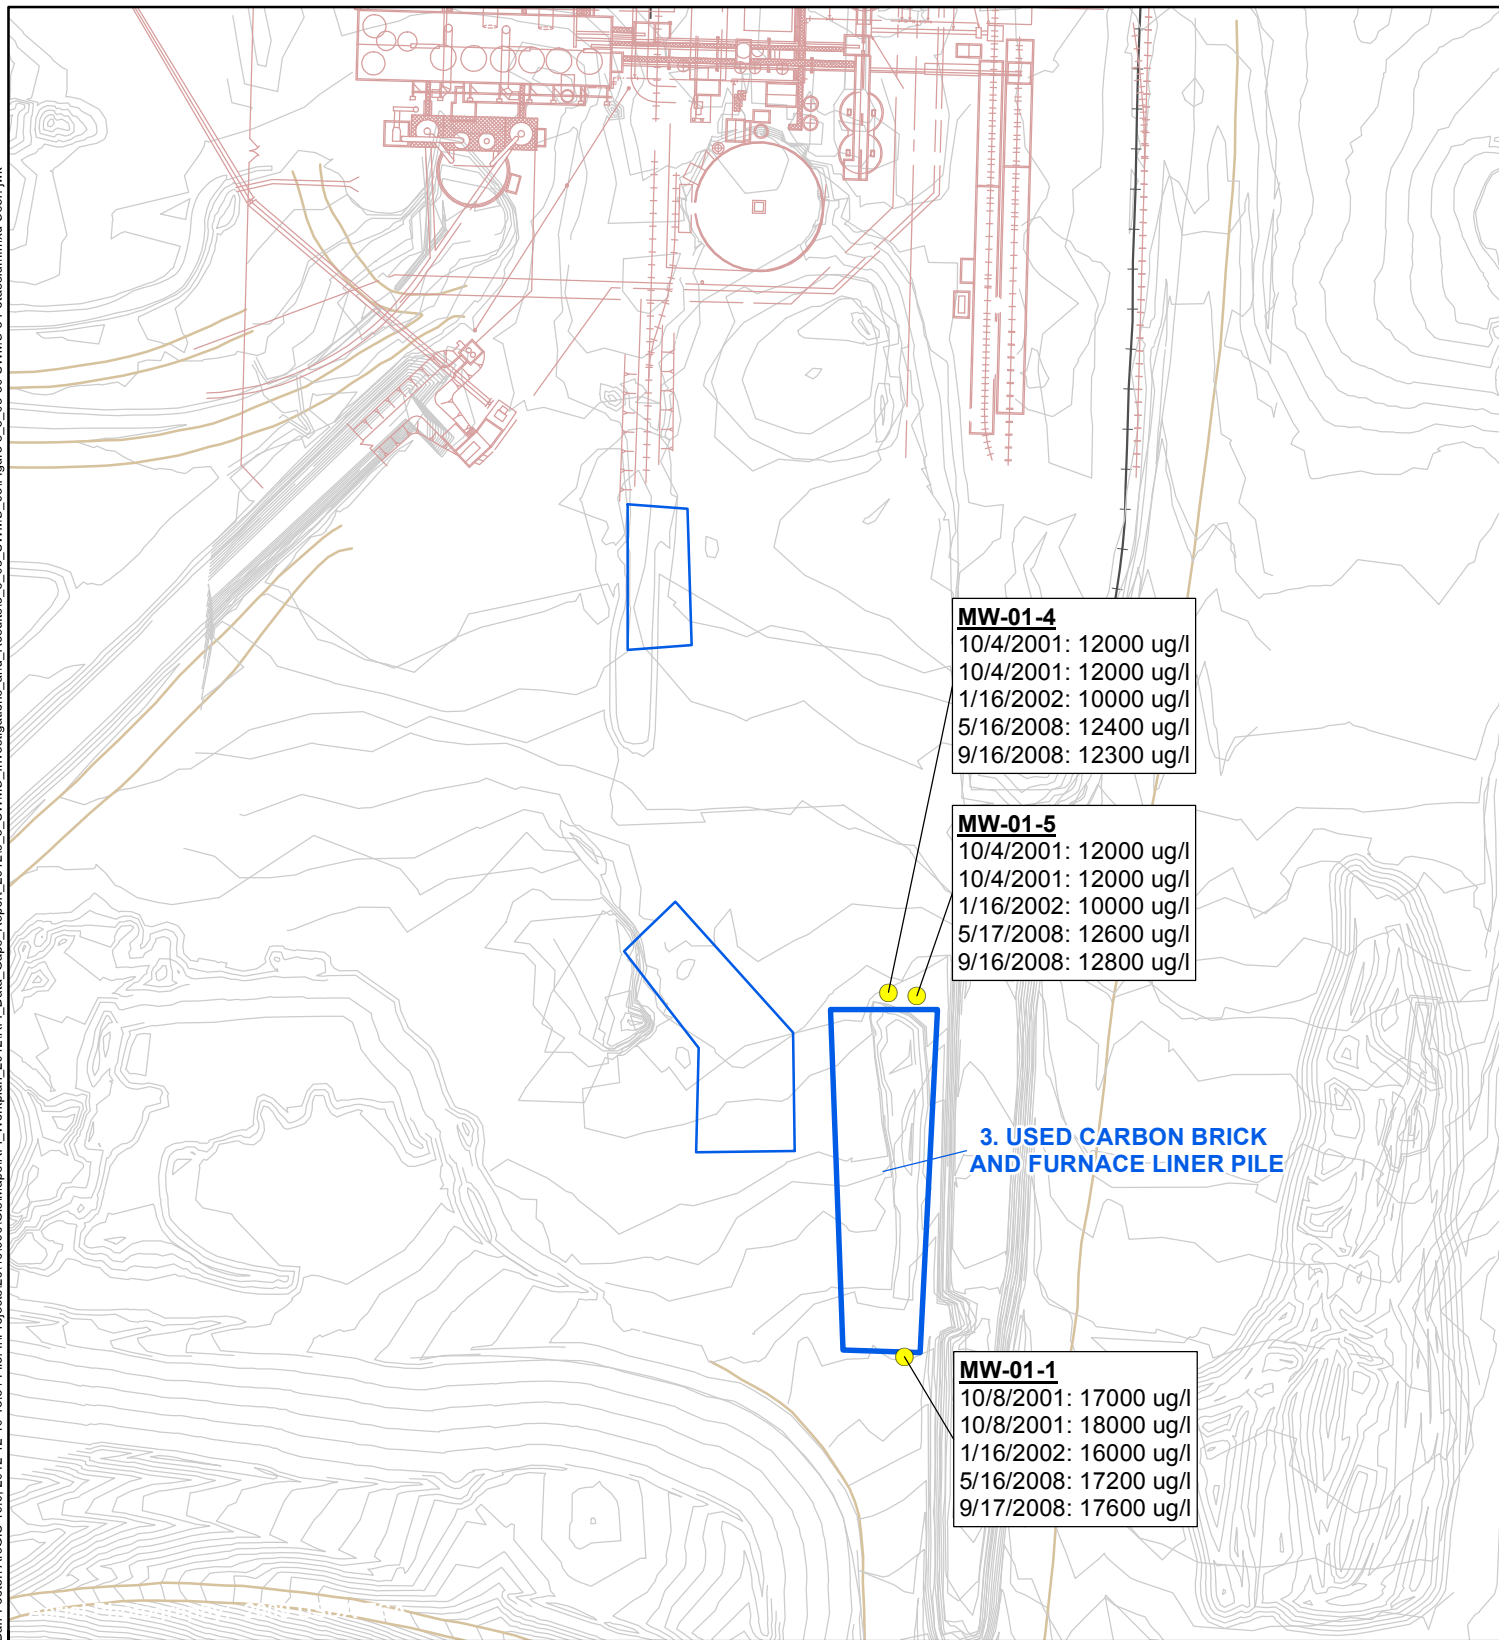 MW-01-4
10/4/2001: 12000 ug/l
10/4/2001: 12000 ug/l
1/16/2002: 10000 ug/l
5/16/2008: 12400 ug/l
9/16/2008: 12300 ug/l
MW-01-5
10/4/2001: 12000 ug/l
10/4/2001: 12000 ug/l
1/16/2002: 10000 ug/l
5/17/2008: 12600 ug/l
9/16/2008: 12800 ug/l
3. USED CARBON BRICK
AND FURNACE LINER PILE
MW-01-1
10/8/2001: 17000 ug/l
10/8/2001: 18000 ug/l
1/16/2002: 16000 ug/l
5/16/2008: 17200 ug/l
9/17/2008: 17600 ug/l